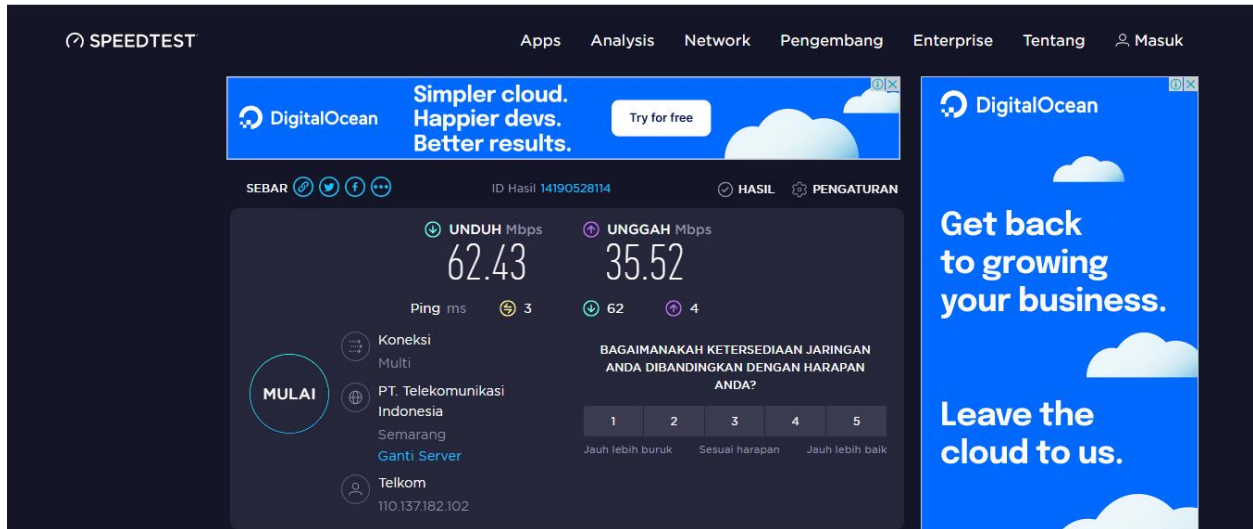 SPEEDTEST
Apps Analysis Network Pengembang Enterprise Tentang Masuk
DigitalOcean
Simpler cloud.
Happier devs.
Better results.
Try for free
DigitalOcean
Get back
to growing
your business.
Leave the
cloud to us.
SEBAR
ID Hasil 14190528114
HASIL PENGATURAN
UNDUH Mbps
62.43
UNGGAH Mbps
35.52
Ping ms 3 62 4
MULAI
Koneksi
Multi
PT. Telekomunikasi
Indonesia
Semarang
Ganti Server
Telkom
110.137.182.102
BAGAIMANAKAH KETERSEDIAAN JARINGAN
ANDA DIBANDINGKAN DENGAN HARAPAN
ANDA?
1 2 3 4 5
Jauh lebih buruk Sesuai harapan Jauh lebih baik